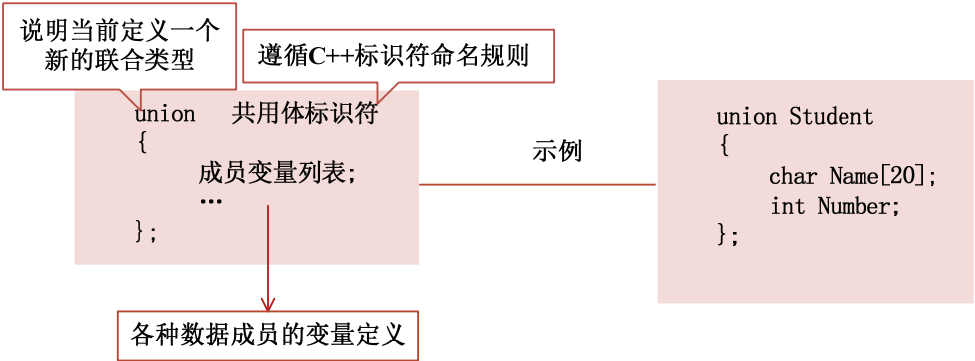 说明当前定义一个
新的联合类型
遵循C++标识符命名规则
union 共用体标识符
{
成员变量列表;
...
};
各种数据成员的变量定义
示例
union Student
{
char Name[20];
int Number;
};